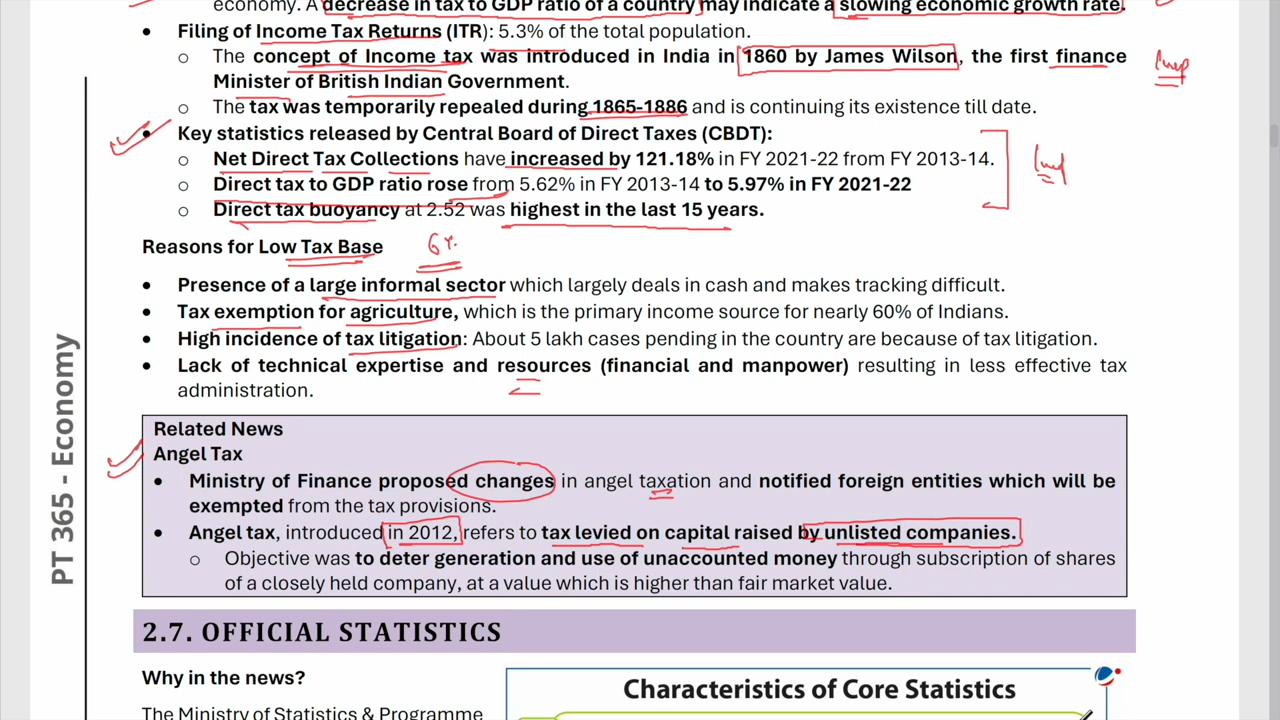 economy. A decrease in tax to GDP ratio of a country may indicate a slowing economic growth rate.
• Filing of Income Tax Returns (ITR): 5.3% of the total population.
o The concept of Income tax was introduced in India in 1860 by James Wilson, the first finance
Minister of British Indian Government.
Imp
o The tax was temporarily repealed during 1865-1886 and is continuing its existence till date.
• Key statistics released by Central Board of Direct Taxes (CBDT):
o Net Direct Tax Collections have increased by 121.18% in FY 2021-22 from FY 2013-14.
o Direct tax to GDP ratio rose from 5.62% in FY 2013-14 to 5.97% in FY 2021-22
Imp
o Direct tax buoyancy at 2.52 was highest in the last 15 years.
Reasons for Low Tax Base 6%
• Presence of a large informal sector which largely deals in cash and makes tracking difficult.
• Tax exemption for agriculture, which is the primary income source for nearly 60% of Indians.
• High incidence of tax litigation: About 5 lakh cases pending in the country are because of tax litigation.
• Lack of technical expertise and resources (financial and manpower) resulting in less effective tax
administration.
PT 365 - Economy
Related News
Angel Tax
• Ministry of Finance proposed changes in angel taxation and notified foreign entities which will be
exempted from the tax provisions.
• Angel tax, introduced in 2012, refers to tax levied on capital raised by unlisted companies.
o Objective was to deter generation and use of unaccounted money through subscription of shares
of a closely held company, at a value which is higher than fair market value.
2.7. OFFICIAL STATISTICS
Why in the news?
The Ministry of Statistics & Programme
Characteristics of Core Statistics